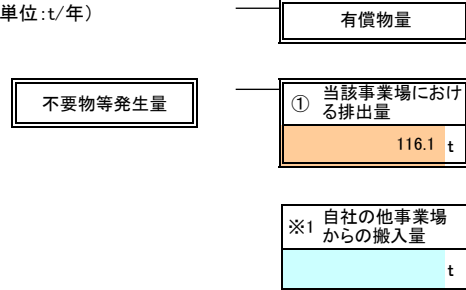 単位:t/年）
有償物量
不要物等発生量
① 当該事業場におけ
る排出量
116.1 t
※1 自社の他事業場
からの搬入量
t